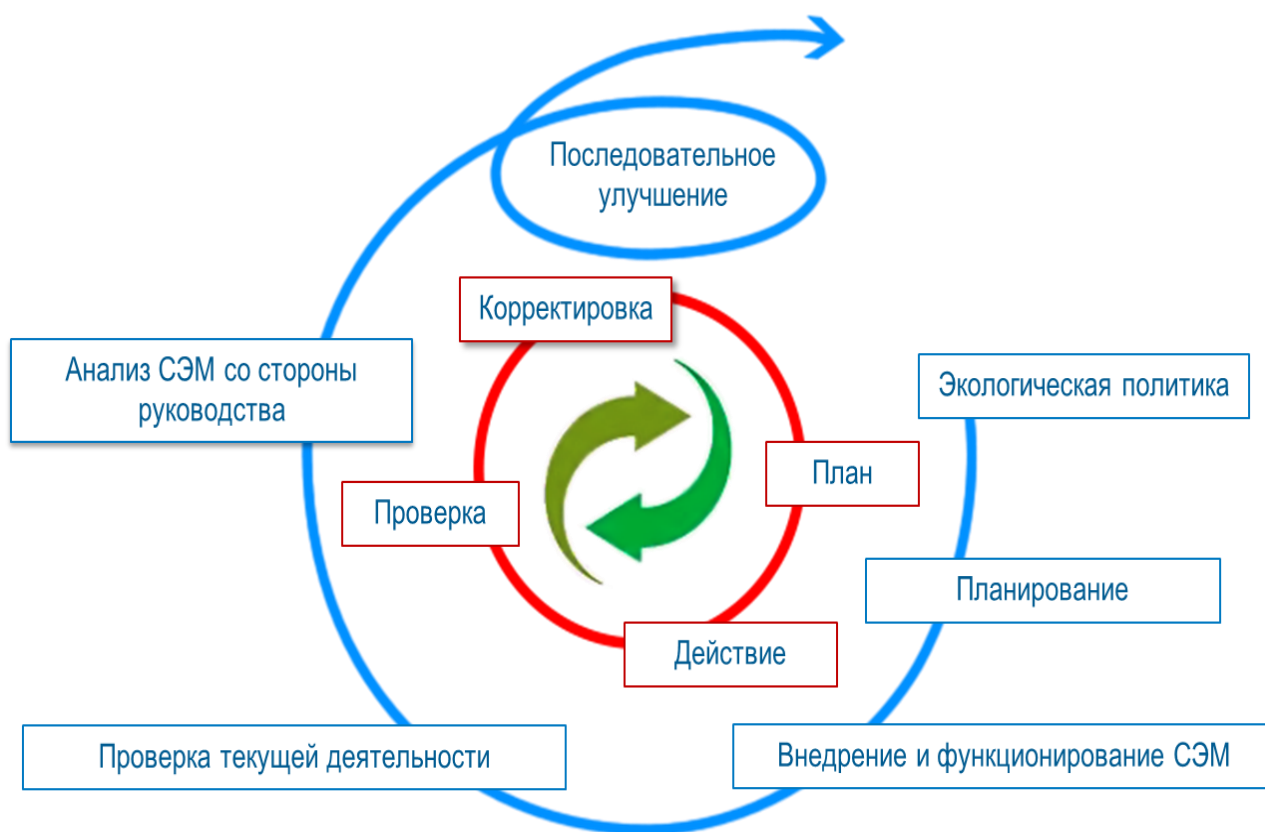 Последовательное
улучшение
Корректировка
Анализ СЭМ со стороны
руководства
Экологическая политика
План
Проверка
Планирование
Действие
Проверка текущей деятельности
Внедрение и функционирование СЭМ